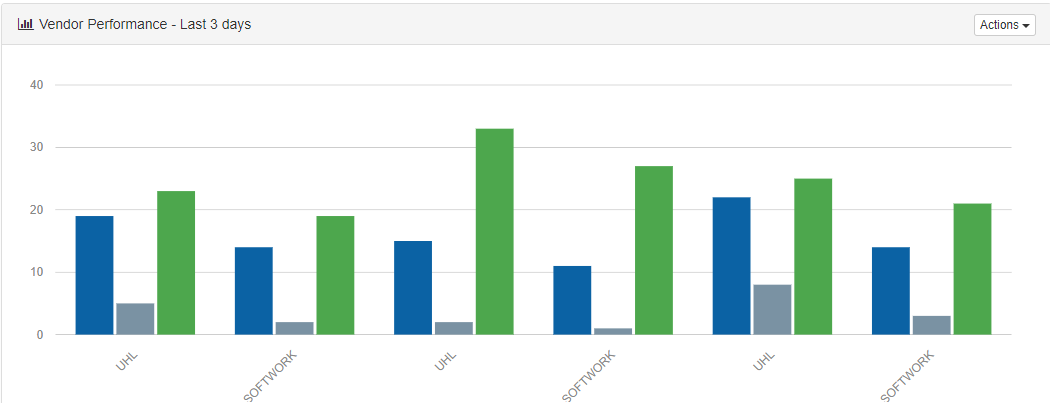 Vendor Performance - Last 3 days
Actions
40
30
20
10
0
UHL
SOFTWORK
UHL
SOFTWORK
UHL
SOFTWORK